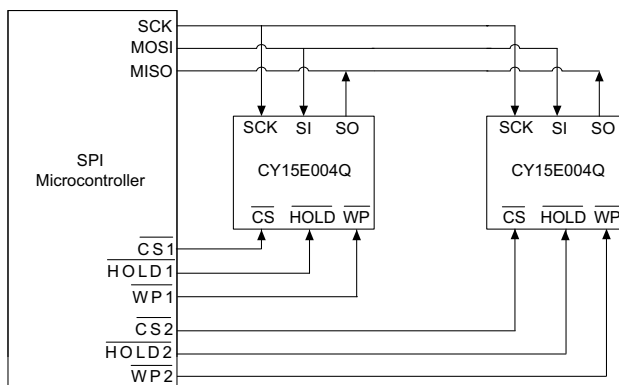 SCK
MOSI
MISO
SCK SI SO
SCK SI SO
SPI
Microcontroller
CY15E004Q
CY15E004Q
CS HOLD WP
CS HOLD WP
CS1
HOLD1
WP1
CS2
HOLD2
WP2